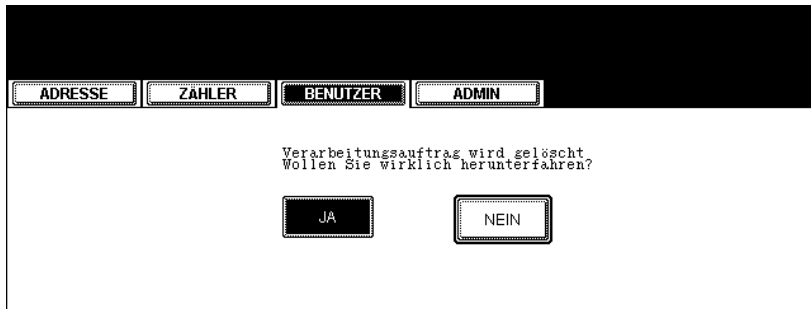 ADRESSE ZÄHLER BENUTZER ADMIN
Verarbeitungsauftrag wird gelöscht
Wollen Sie wirklich herunterfahren?
JA NEIN